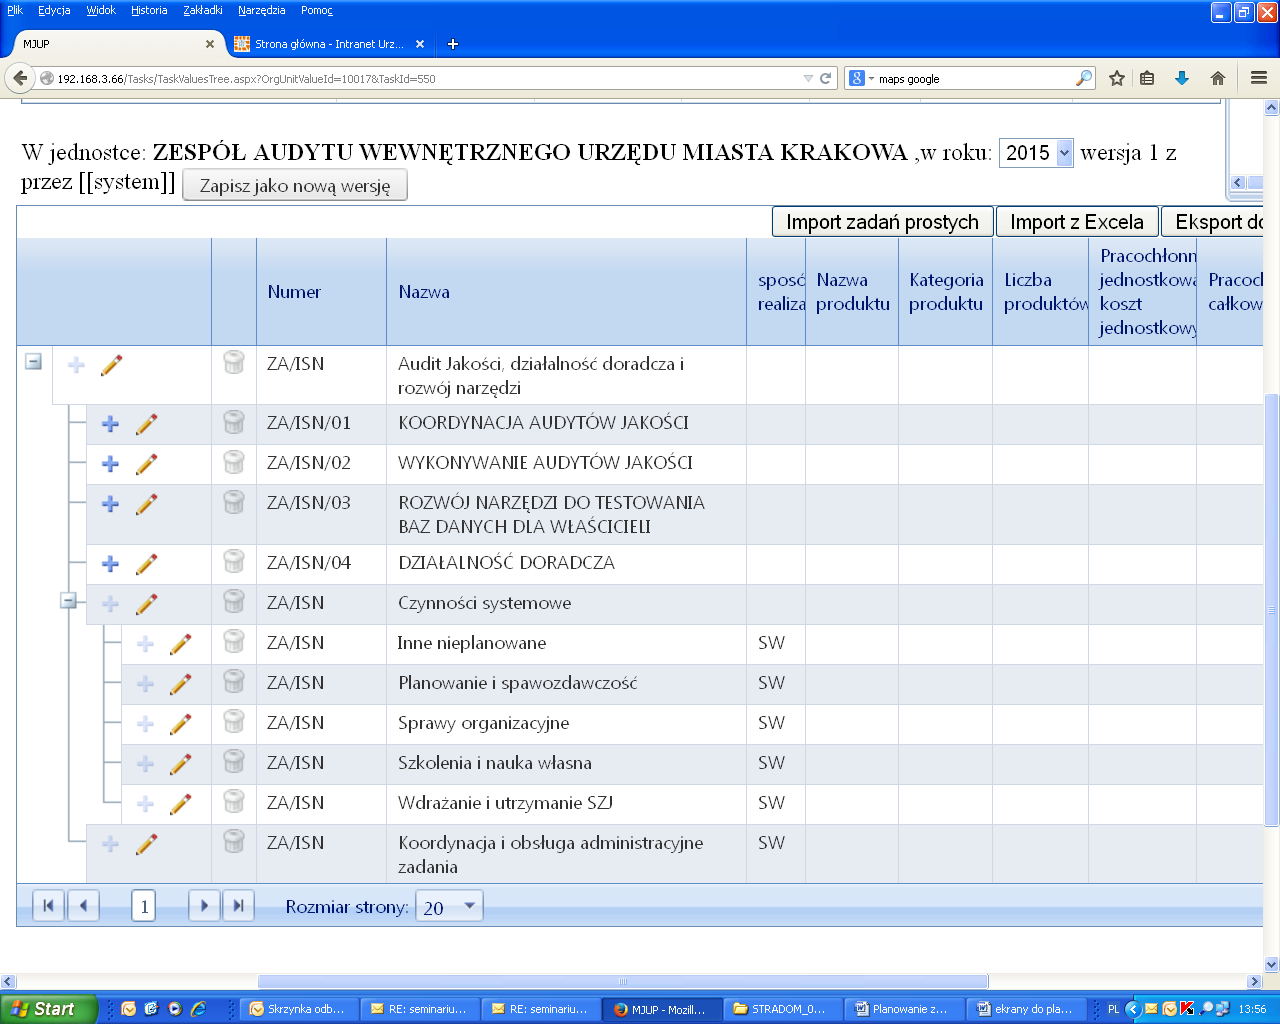 Plik Edycja Widok Historia Zakładki Narzędzia Pomoc
MJUP Strona główna - Intranet Urz...
192.168.3.66/Tasks/TaskValuesTree.aspx?OrgUnitValueId=10017&TaskId=550 maps google
W jednostce: ZESPÓŁ AUDYTU WEWNĘTRZNEGO URZĘDU MIASTA KRAKOWA ,w roku: 2015 wersja 1 z
przez [[system]] Zapisz jako nową wersję
Import zadań prostych Import z Excela Eksport do
Numer Nazwa
sposó realiza
Nazwa produktu
Kategoria produktu
Liczba produktów
Pracochłonn jednostkowa koszt jednostkowy
Pracoc całkow
ZA/ISN Audit Jakości, działalność doradcza i
rozwój narzędzi
ZA/ISN/01 KOORDYNACJA AUDYTÓW JAKOŚCI
ZA/ISN/02 WYKONYWANIE AUDYTÓW JAKOŚCI
ZA/ISN/03 ROZWÓJ NARZĘDZI DO TESTOWANIA
BAZ DANYCH DLA WŁAŚCICIELI
ZA/ISN/04 DZIAŁALNOŚĆ DORADCZA
ZA/ISN Czynności systemowe
ZA/ISN Inne nieplanowane SW
ZA/ISN Planowanie i spawozdawczość SW
ZA/ISN Sprawy organizacyjne SW
ZA/ISN Szkolenia i nauka własna SW
ZA/ISN Wdrażanie i utrzymanie SZJ SW
ZA/ISN Koordynacja i obsługa administracyjne SW
zadania
1 Rozmiar strony: 20
Start Skrzynka odb... RE: seminariu... RE: seminariu... MJUP - Mozill... STRADOM_0... Planowanie z... ekrany do pla... PL 13:56